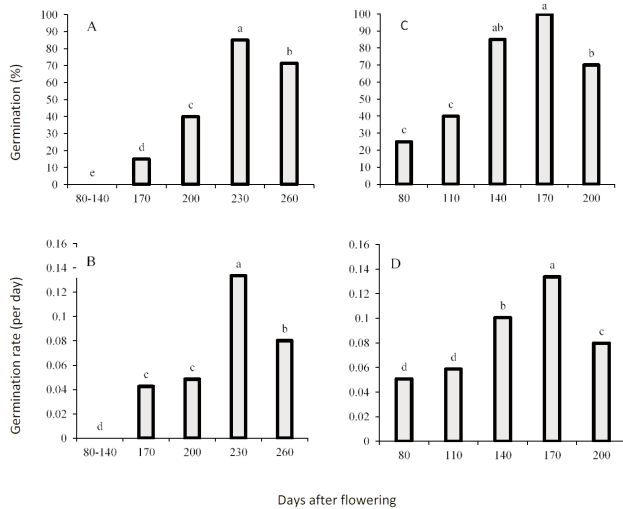 A
Germination (%)
100
90
80
70
60
50
40
30
20
10
0
e
d
c
a
b
80-140 170 200 230 260
C
100
90
80
70
60
50
40
30
20
10
0
c
c
ab
a
b
80 110 140 170 200
B
Germination rate (per day)
0.16
0.14
0.12
0.1
0.08
0.06
0.04
0.02
0
d
c
c
a
b
80-140 170 200 230 260
D
0.16
0.14
0.12
0.1
0.08
0.06
0.04
0.02
0
d
d
b
a
c
80 110 140 170 200
Days after flowering